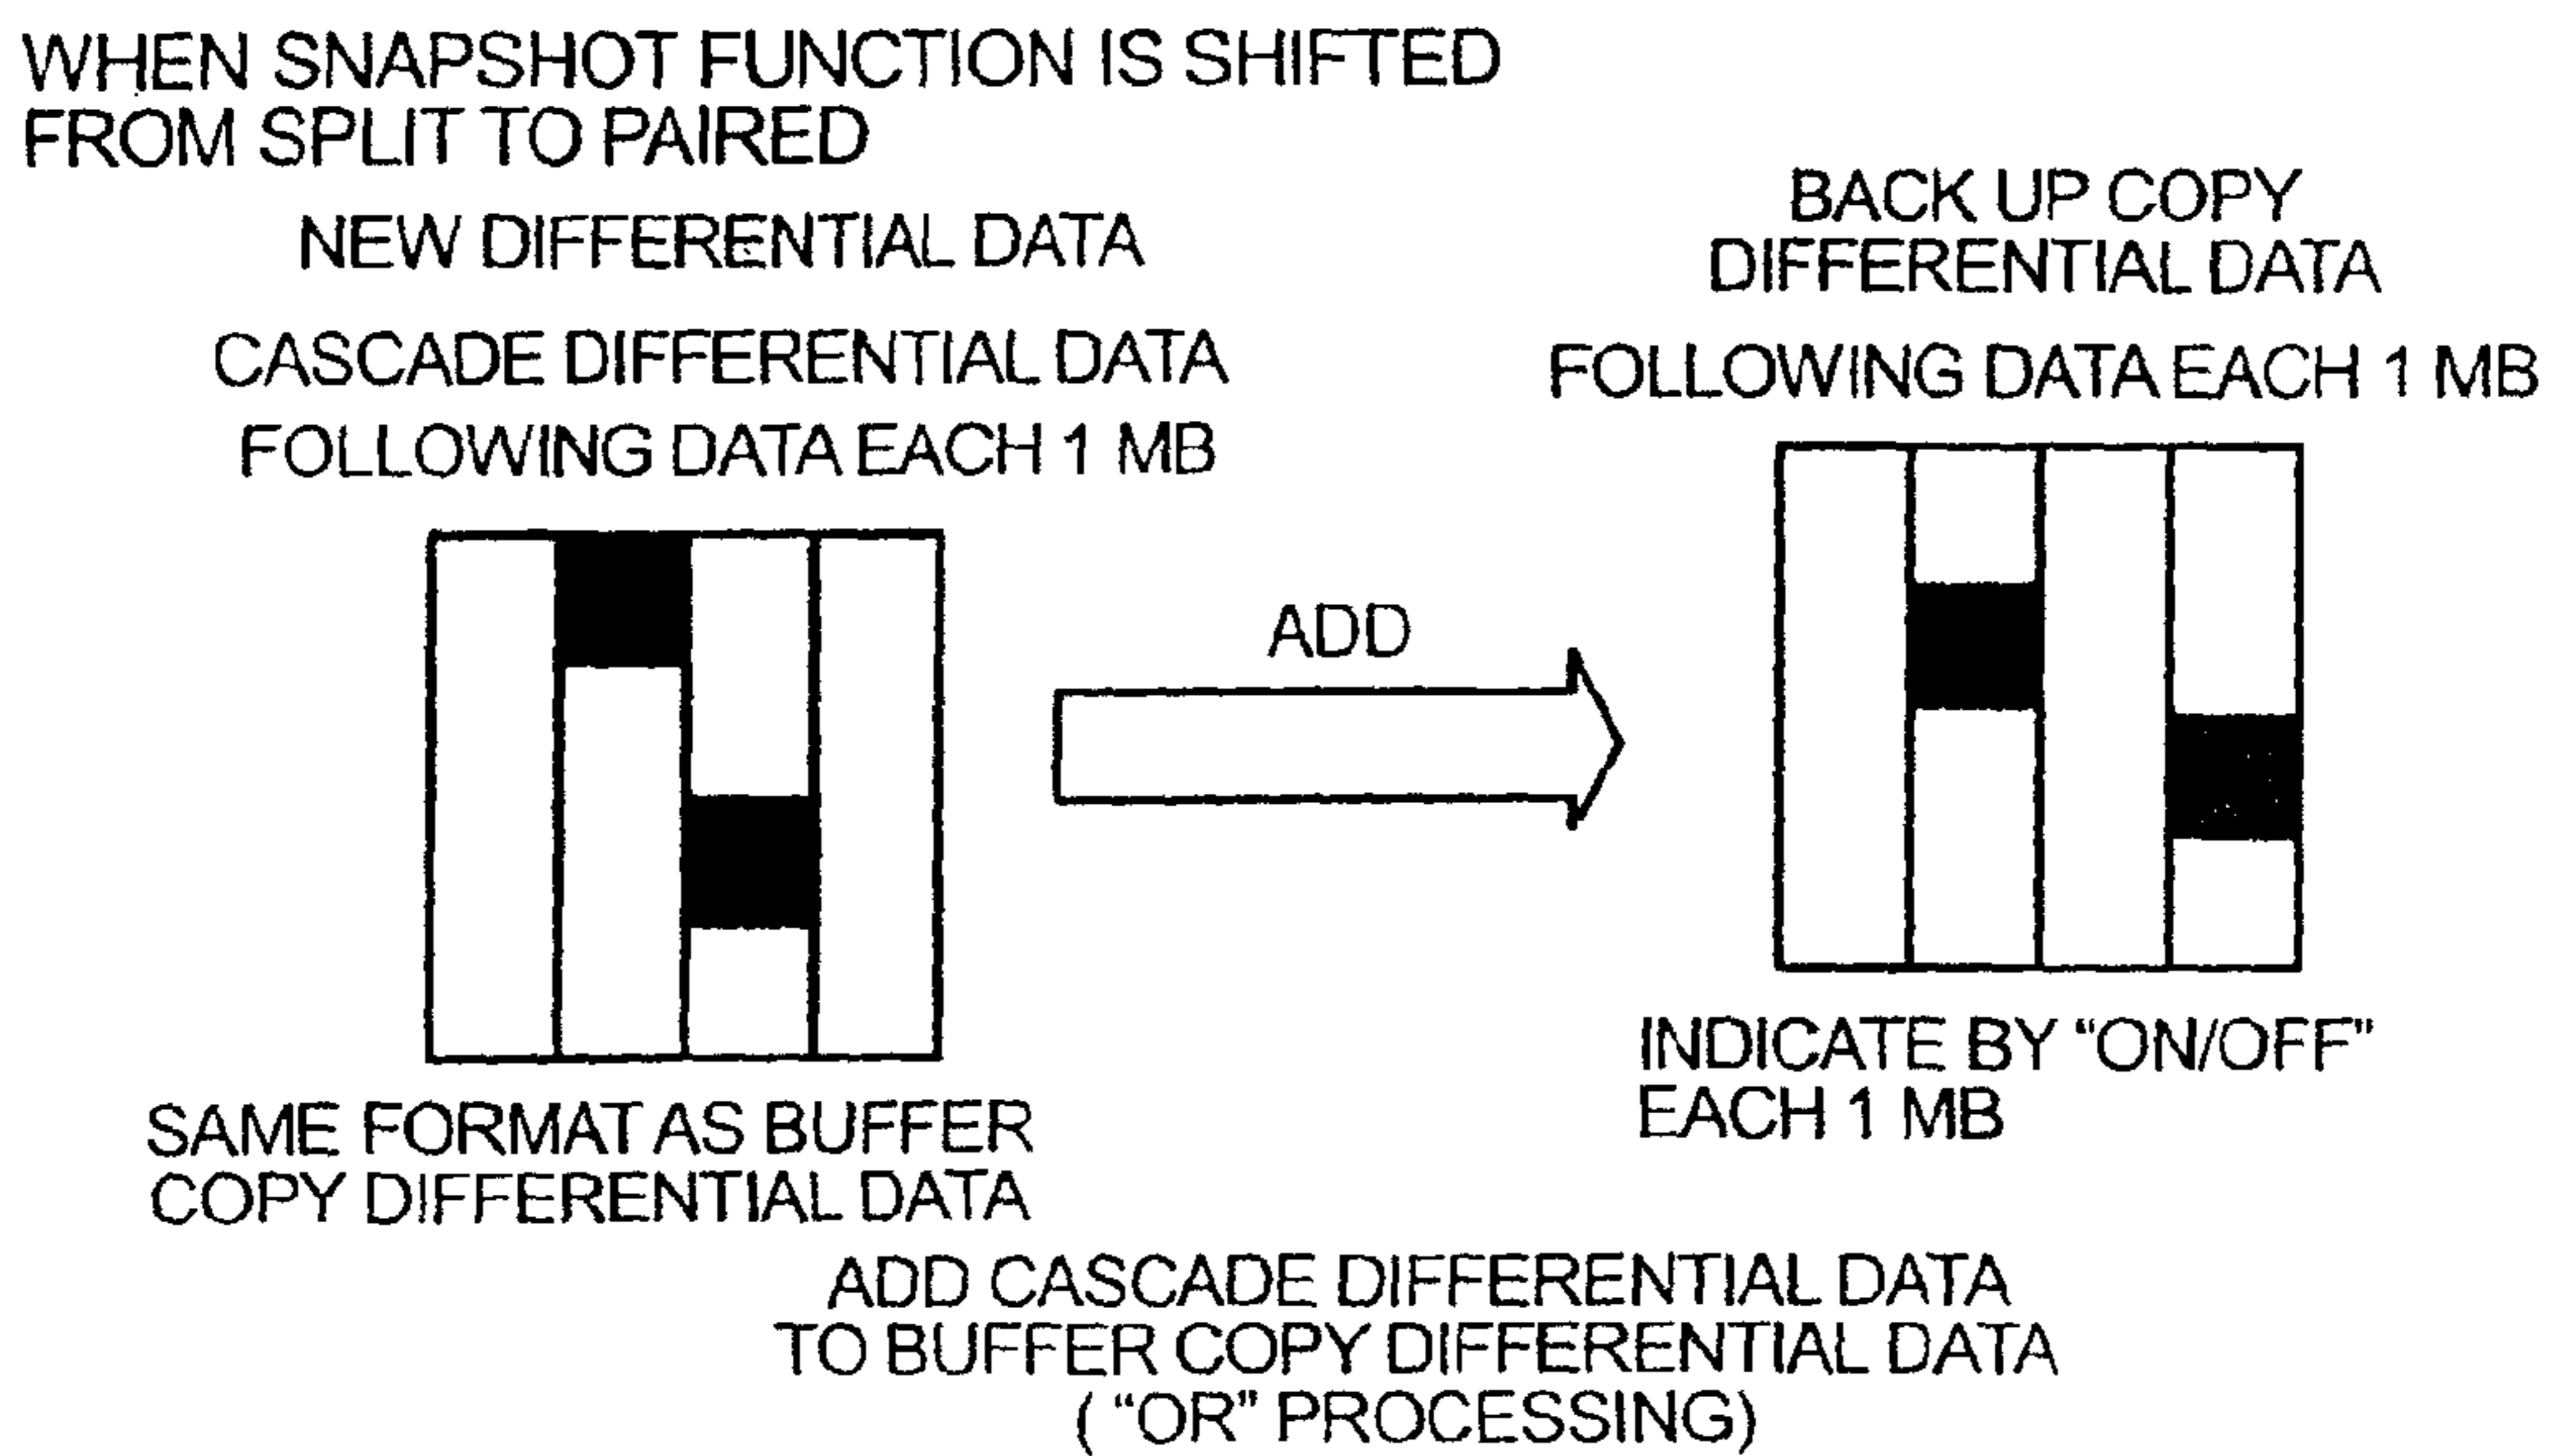 WHEN SNAPSHOT FUNCTION IS SHIFTED
FROM SPLIT TO PAIRED
NEW DIFFERENTIAL DATA
CASCADE DIFFERENTIAL DATA
FOLLOWING DATA EACH 1 MB
BACK UP COPY
DIFFERENTIAL DATA
FOLLOWING DATA EACH 1 MB
ADD
SAME FORMAT AS BUFFER
COPY DIFFERENTIAL DATA
INDICATE BY “ON/OFF”
EACH 1 MB
ADD CASCADE DIFFERENTIAL DATA
TO BUFFER COPY DIFFERENTIAL DATA
( “OR” PROCESSING)